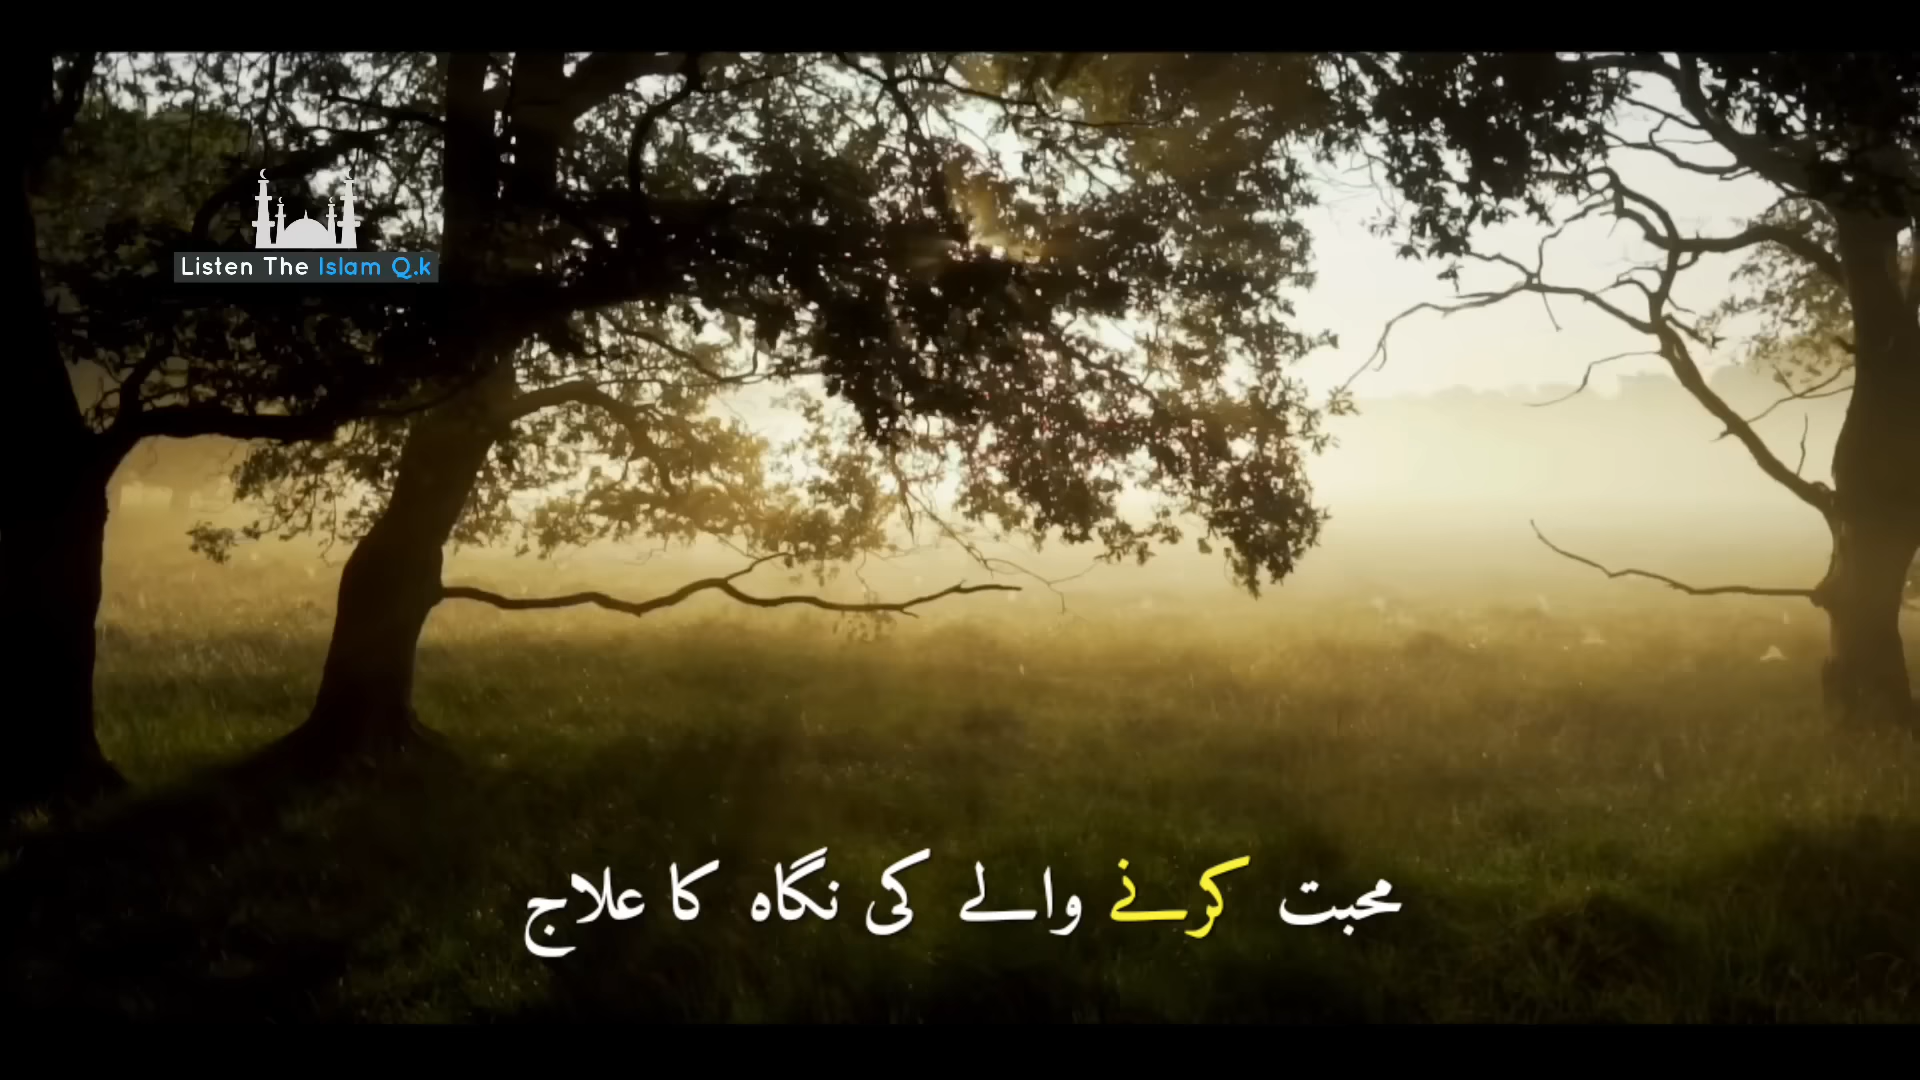 Listen The Islam Q.k
محبت کرنے والے کی نگاہ کا علاج